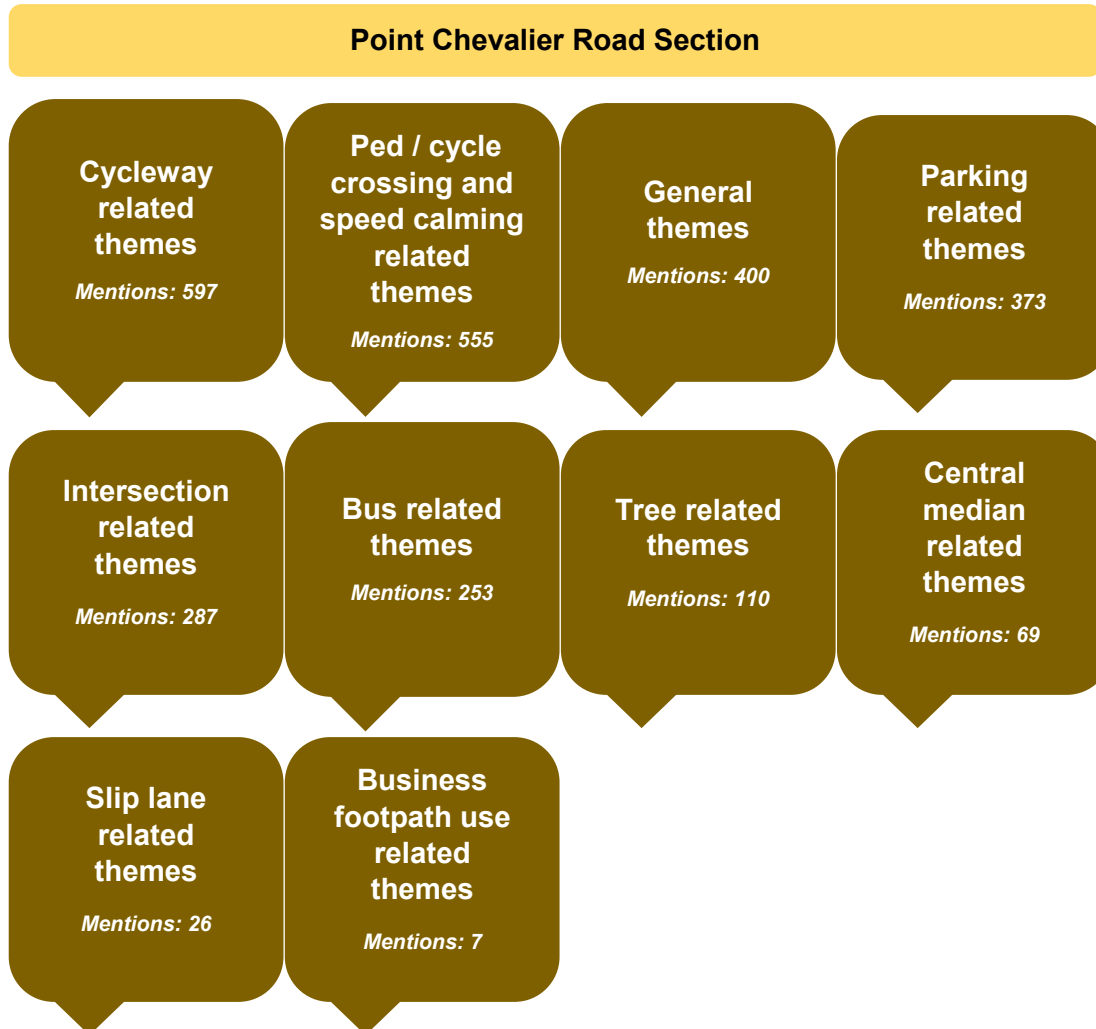 Point Chevalier Road Section
Cycleway
related
themes
Mentions: 597
Ped / cycle
crossing and
speed calming
related
themes
Mentions: 555
General
themes
Mentions: 400
Parking
related
themes
Mentions: 373
Intersection
related
themes
Mentions: 287
Bus related
themes
Mentions: 253
Tree related
themes
Mentions: 110
Central
median
related
themes
Mentions: 69
Slip lane
related
themes
Mentions: 26
Business
footpath use
related
themes
Mentions: 7